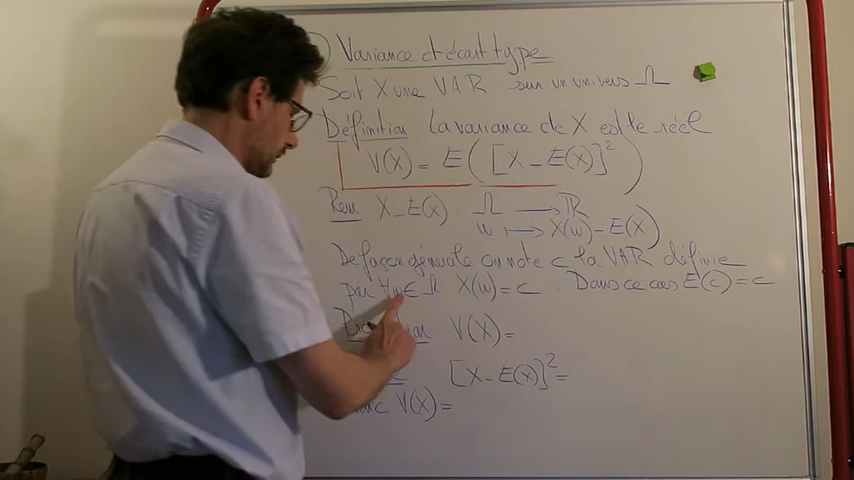 ) Variance et écart type
Soit X une VAR sur un univers Ω
Définition La variance de X est le réel
V(X) = E([X - E(X)]²)
Rem X - E(X) Ω → ℝ
w ↦ X(w) - E(X)
De façon générale on note c la VAR définie
par ∀w ∈ Ω X(w) = c Dans ce cas E(c) = c
V(X) =
[X - E(X)]² =
V(X) =